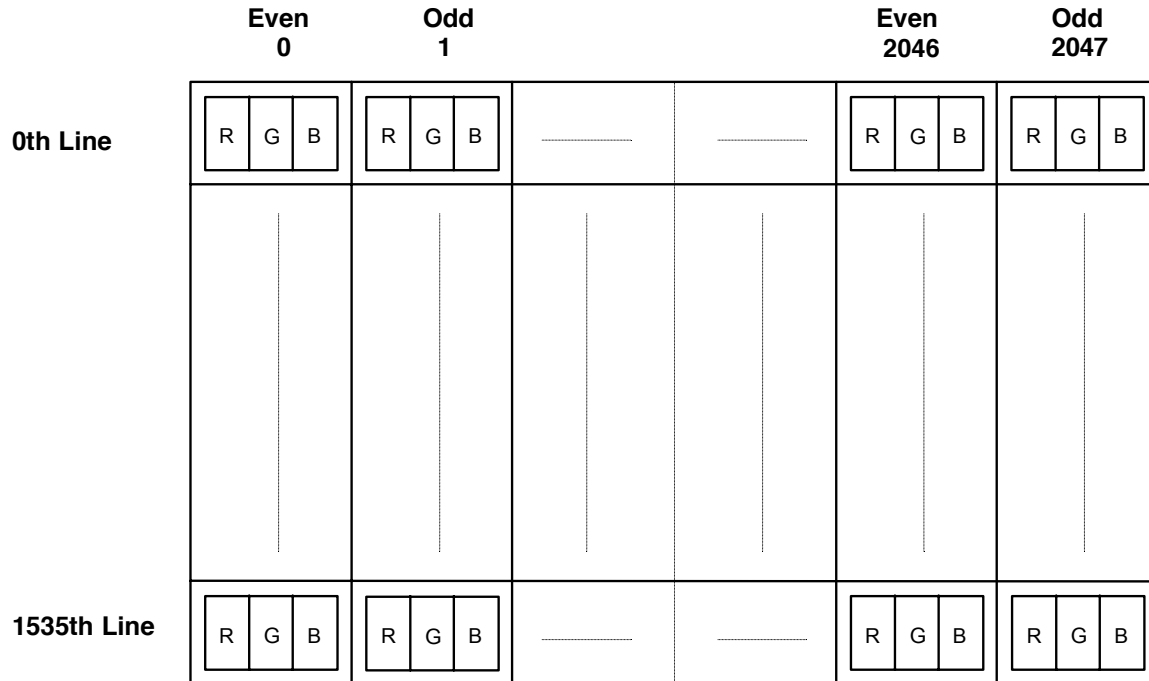 Even Odd Even Odd
0 1 2046 2047
0th Line R G B R G B R G B R G B
1535th Line R G B R G B R G B R G B